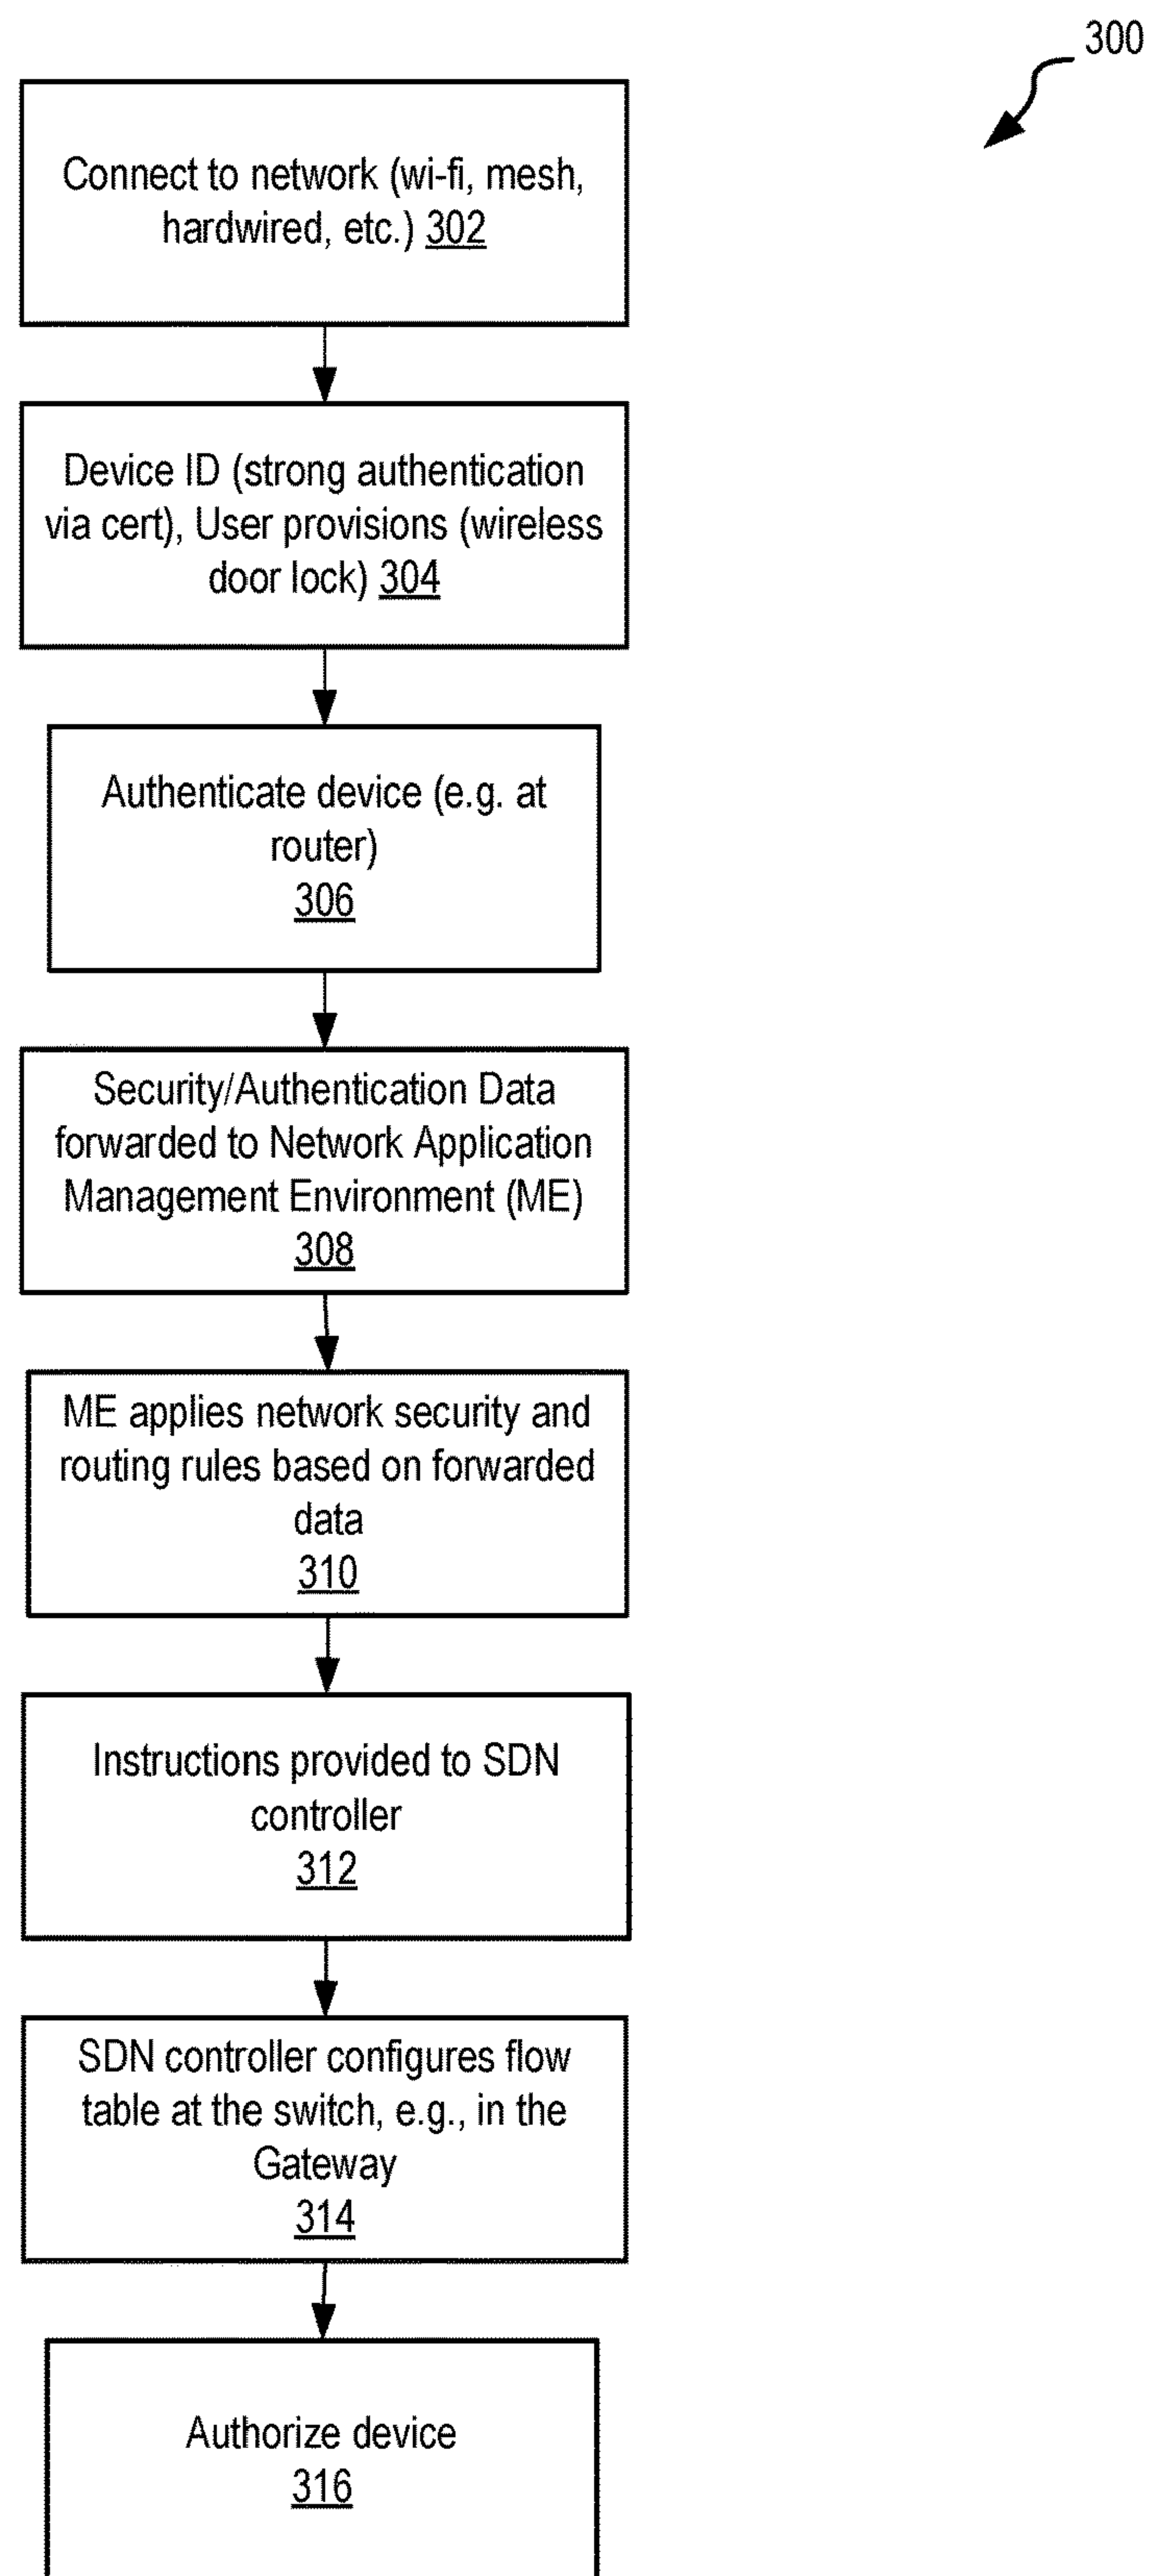 300
Connect to network (wi-fi, mesh,
hardwired, etc.) 302
Device ID (strong authentication
via cert), User provisions (wireless
door lock) 304
Authenticate device (e.g. at
router)
306
Security/Authentication Data
forwarded to Network Application
Management Environment (ME)
308
ME applies network security and
routing rules based on forwarded
data
310
Instructions provided to SDN
controller
312
SDN controller configures flow
table at the switch, e.g., in the
Gateway
314
Authorize device
316